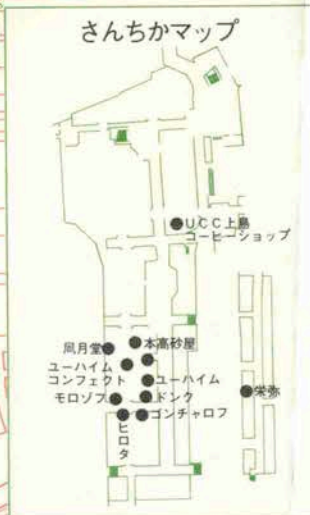 さんちかマップ
UCC上島
コーヒーショップ
風月堂
本高砂屋
ユーハイム
コンフェクト
ユーハイム
モロゾフ
ドンク
ゴンチャロフ
ヒロタ
栄弥